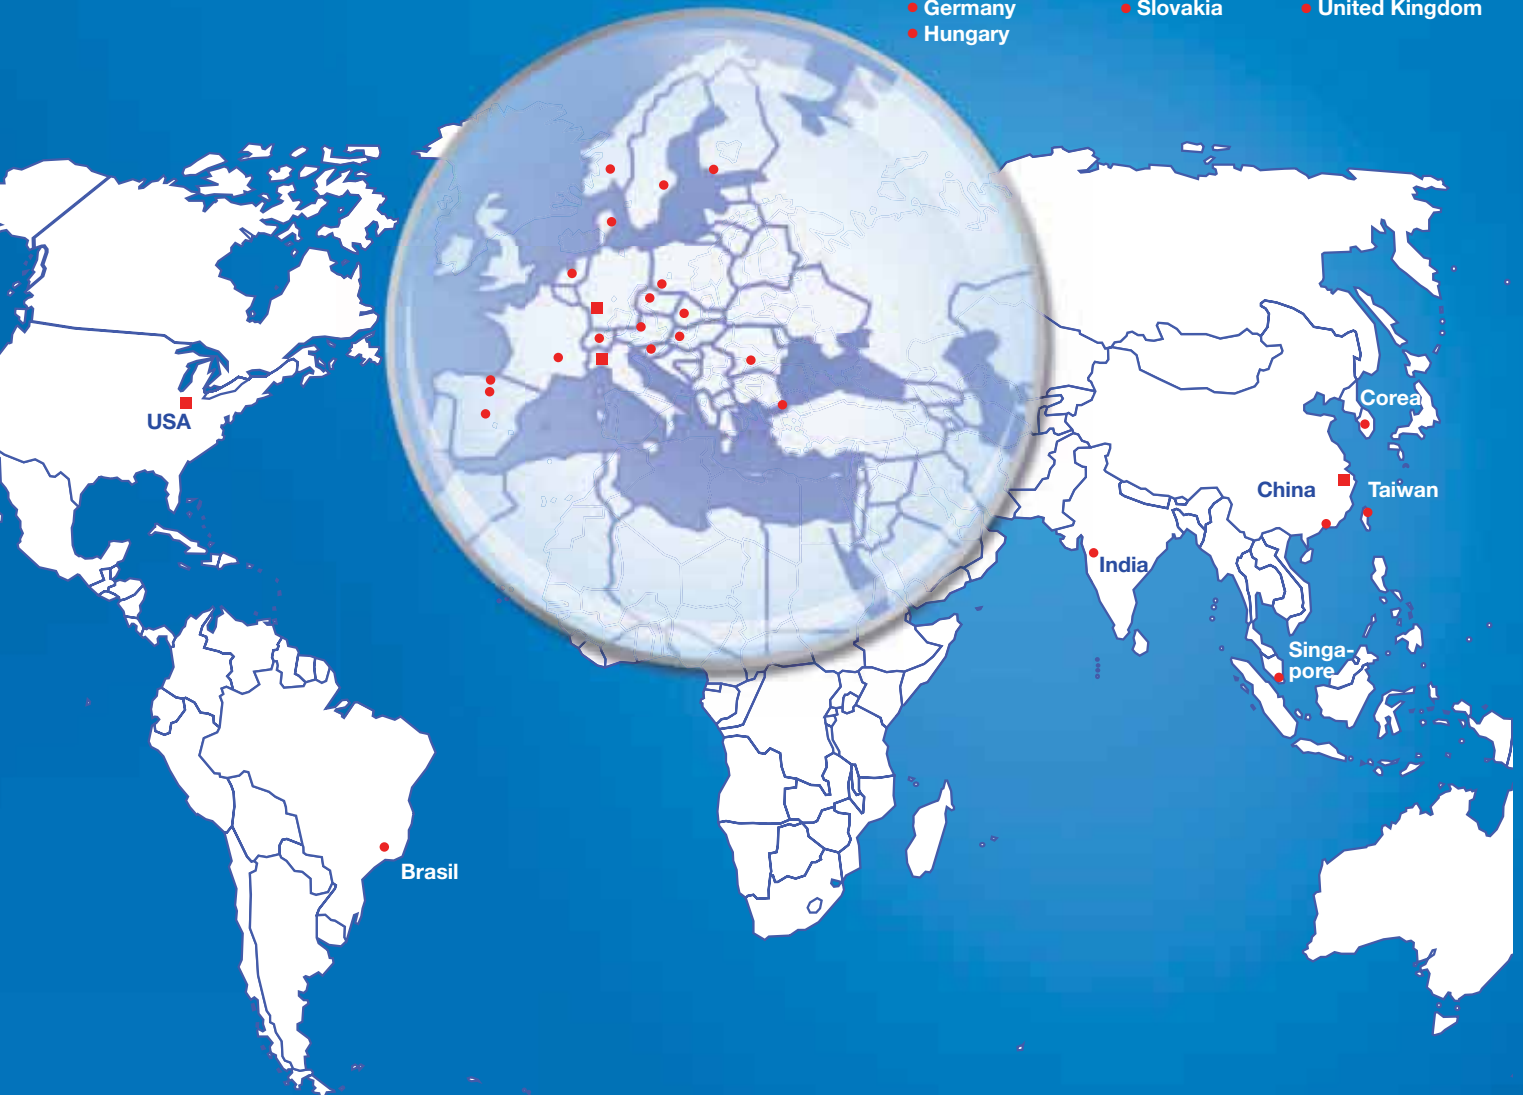 Germany
Slovakia
United Kingdom
Hungary
USA
Corea
China
Taiwan
India
Singa-
pore
Brasil